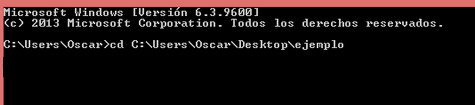 Microsoft Windows [Versión 6.3.9600]
(c) 2013 Microsoft Corporation. Todos los derechos reservados.
C:\Users\Oscar>cd C:\Users\Oscar\Desktop\ejemplo